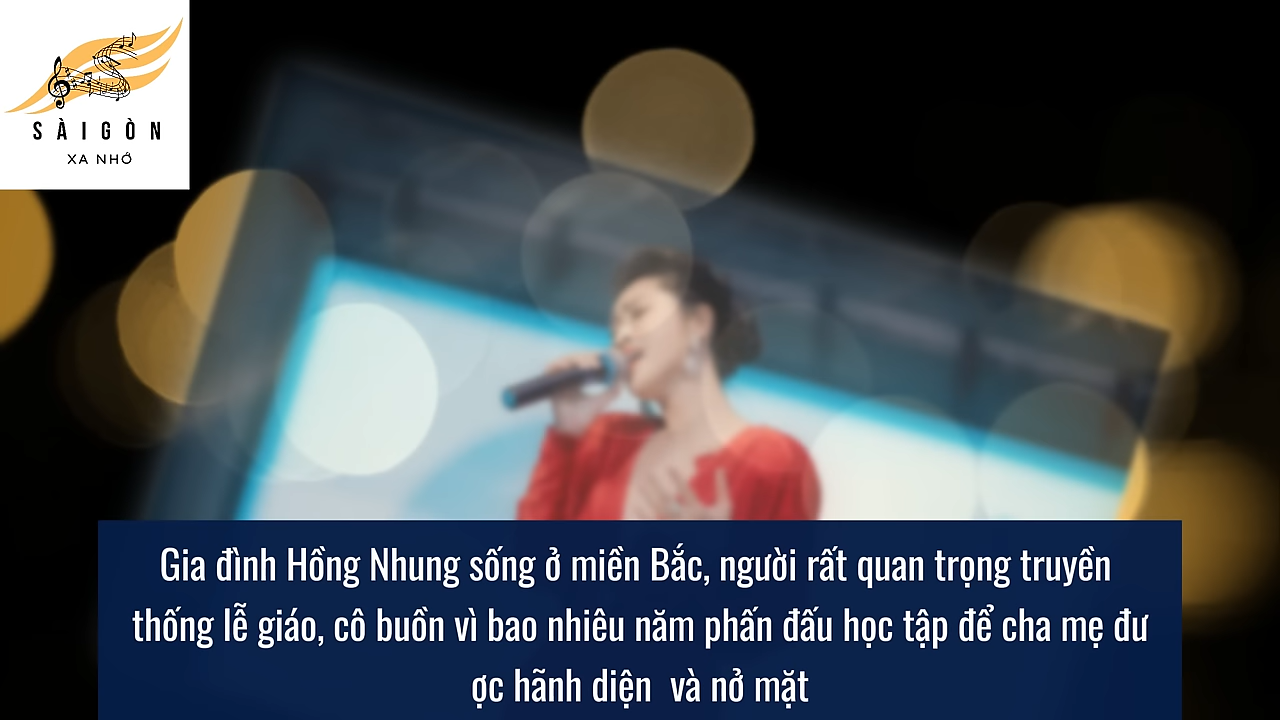 SÀIGÒN
XA NHỚ
Gia đình Hồng Nhung sống ở miền Bắc, người rất quan trọng truyền
thống lễ giáo, cô buồn vì bao nhiêu năm phấn đấu học tập để cha mẹ đư
ợc hãnh diện  và nở mặt